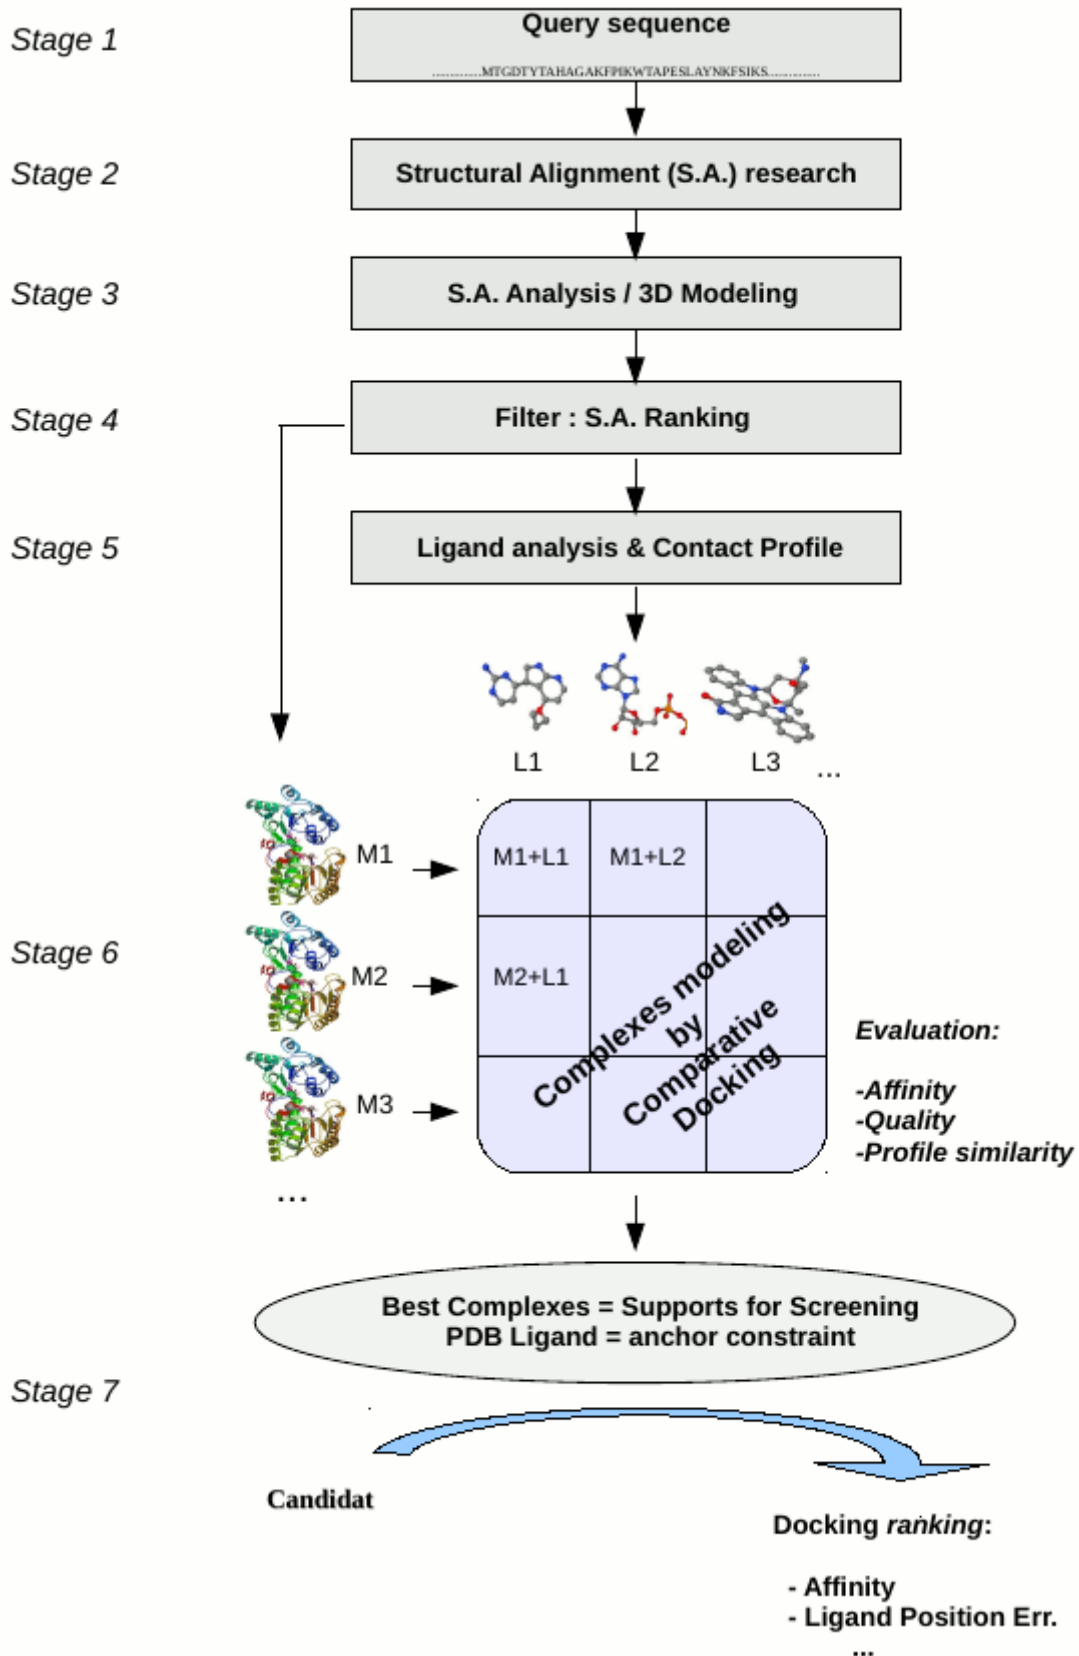 Stage 1
Query sequence
.............MTGDTYTAHAGAKFPIKWTAPESLAYNKFSIKS.............
Stage 2
Structural Alignment (S.A.) research
Stage 3
S.A. Analysis / 3D Modeling
Stage 4
Filter : S.A. Ranking
Stage 5
Ligand analysis & Contact Profile
L1
L2
L3
...
M1
M1+L1
M1+L2
Stage 6
M2
M2+L1
M3
...
Complexes modeling
by
Comparative
Docking
Evaluation:
-Affinity
-Quality
-Profile similarity
Best Complexes = Supports for Screening
PDB Ligand = anchor constraint
Stage 7
Candidat
Docking ranking:
- Affinity
- Ligand Position Err.
...